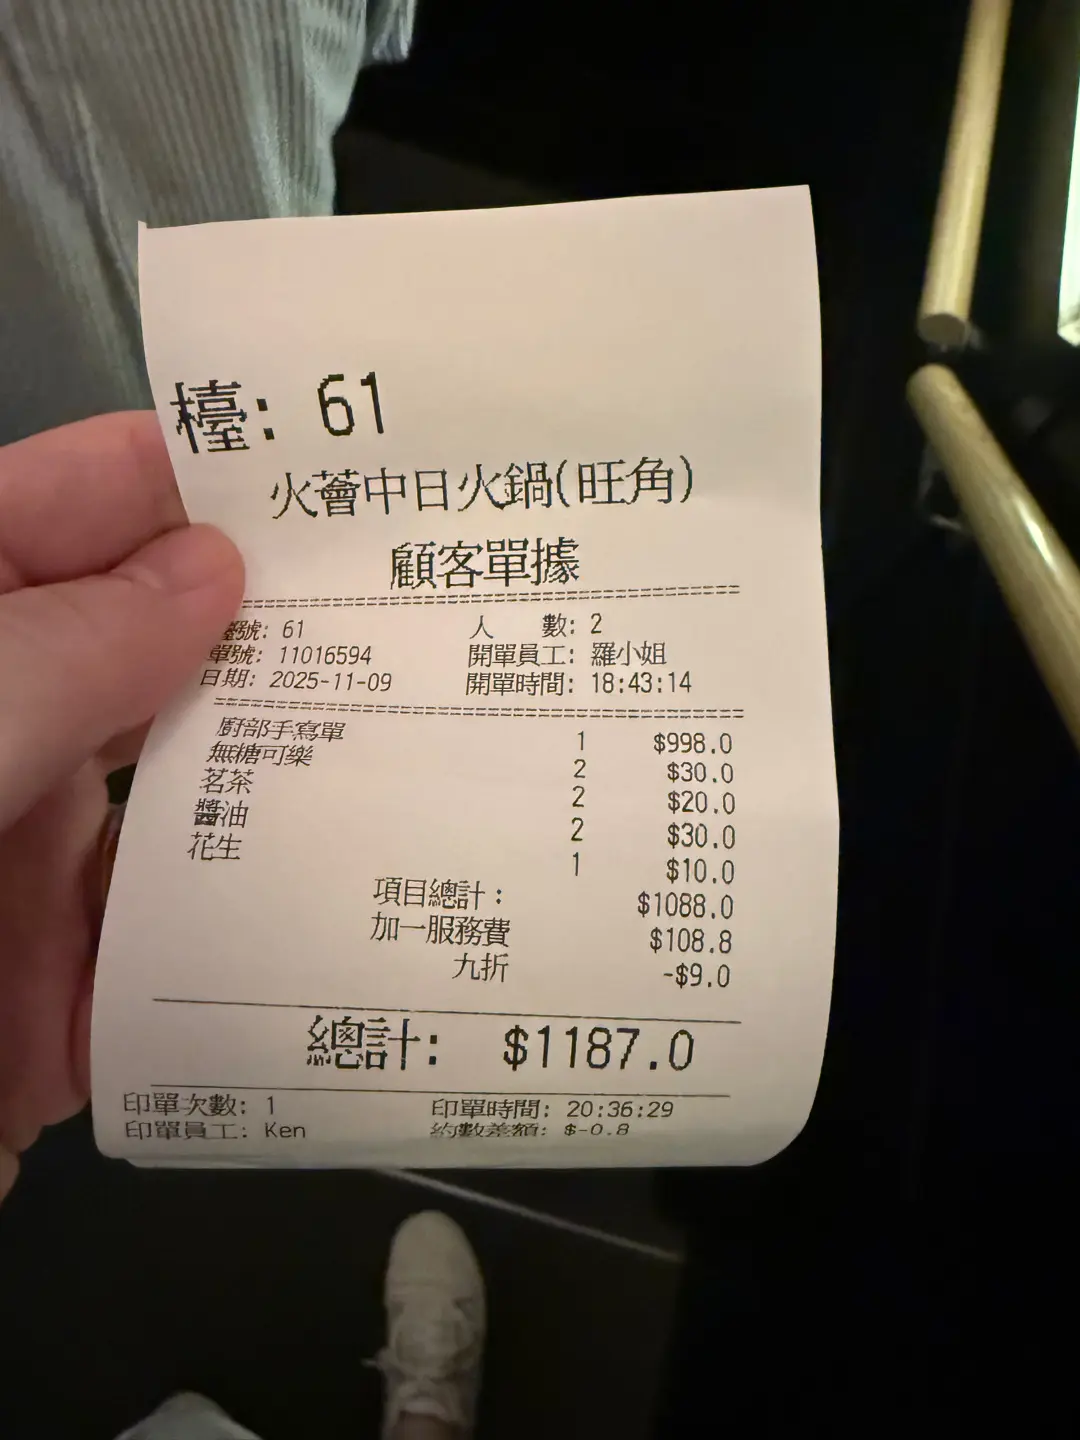 檯: 61
火薈中日火鍋(旺角)
顧客單據
檯號: 61 人 數: 2
單號: 11016594 開單員工: 羅小姐
日期: 2025-11-09 開單時間: 18:43:14
廚部手寫單 1 $998.0
無糖可樂 2 $30.0
茗茶 2 $20.0
醬油 2 $30.0
花生 1 $10.0
項目總計: $1088.0
加一服務費 $108.8
九折 -$9.0
總計: $1187.0
印單次數: 1 印單時間: 20:36:29
印單員工: Ken 約數差額: $-0.8